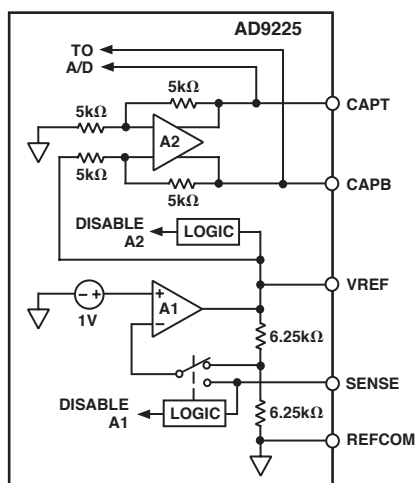 AD9225
TO
A/D
5kΩ
CAPT
5kΩ
A2
5kΩ
CAPB
5kΩ
DISABLE
A2
LOGIC
VREF
– +
1V
+
A1
–
6.25kΩ
SENSE
DISABLE
A1
LOGIC
6.25kΩ
REFCOM